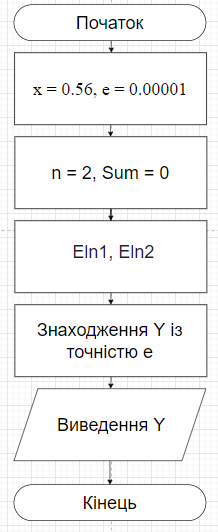 Початок
x = 0.56, e = 0.00001
n = 2, Sum = 0
Eln1, Eln2
Знаходження Y із
точністю e
Виведення Y
Кінець